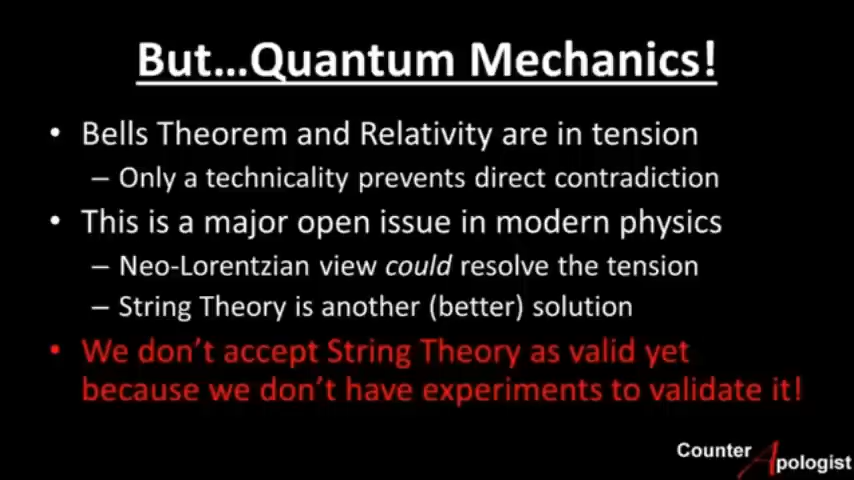 But...Quantum Mechanics!
• Bells Theorem and Relativity are in tension
– Only a technicality prevents direct contradiction
• This is a major open issue in modern physics
– Neo-Lorentzian view could resolve the tension
– String Theory is another (better) solution
• We don't accept String Theory as valid yet
because we don't have experiments to validate it!
Counter
Apologist